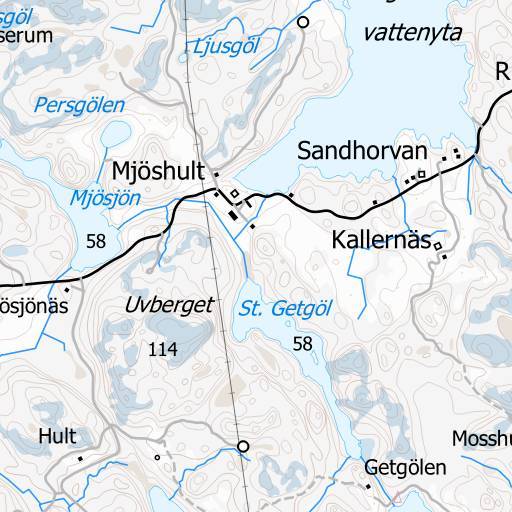 vattenyta
Ljusgöl
Persgölen
Sandhorvan
Mjöshult
Mjösjön
58
Kallernäs
Uvberget
St. Getgöl
114
58
Hult
Getgölen